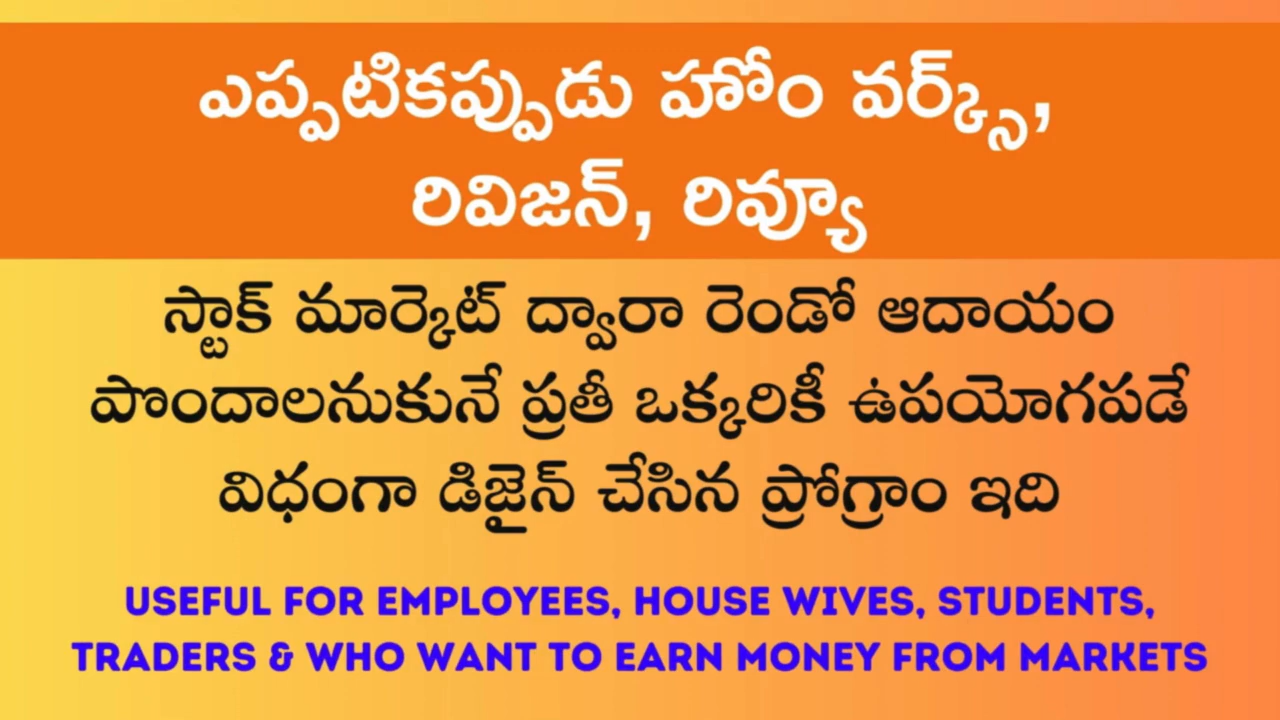 ఎప్పటికప్పుడు హోం వర్క్స్,
రివిజన్, రివ్యూ
స్టాక్ మార్కెట్ ద్వారా రెండో ఆదాయం
పొందాలనుకునే ప్రతీ ఒక్కరికీ ఉపయోగపడే
విధంగా డిజైన్ చేసిన ప్రోగ్రాం ఇది
USEFUL FOR EMPLOYEES, HOUSE WIVES, STUDENTS,
TRADERS & WHO WANT TO EARN MONEY FROM MARKETS